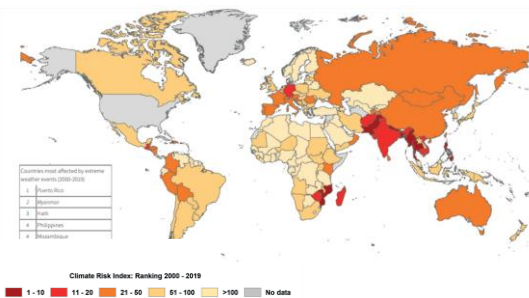 Countries most affected by extreme
weather events (2000-2019)
1 Puerto Rico
2 Myanmar
3 Haiti
4 Philippines
Mozambique
Climate Risk Index: Ranking 2000 - 2019
1 - 10 11 - 20 21 - 50 51 - 100 >100 No data